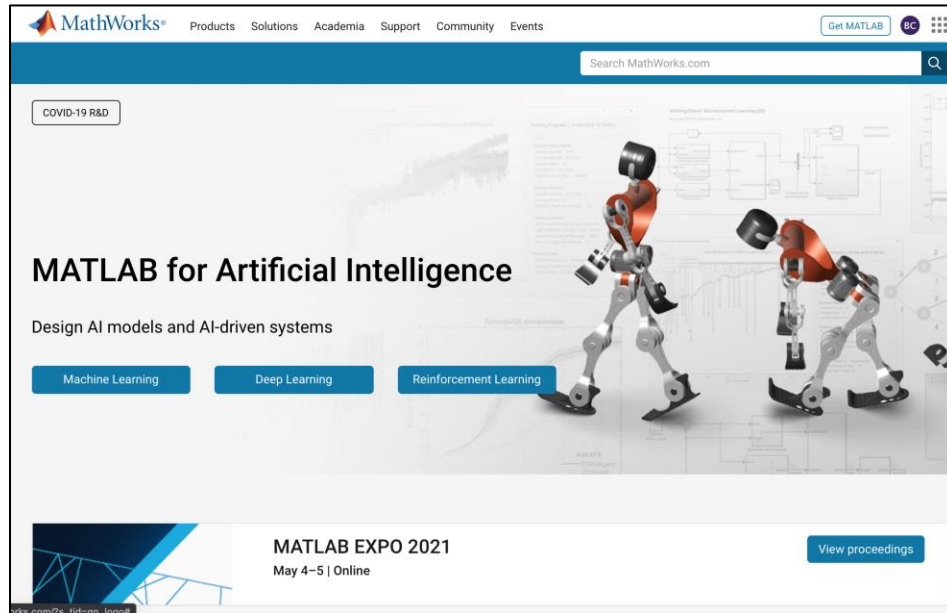 MathWorks®
Products Solutions Academia Support Community Events
Get MATLAB
BC
Search MathWorks.com
COVID-19 R&D
MATLAB for Artificial Intelligence
Design AI models and AI-driven systems
Machine Learning Deep Learning Reinforcement Learning
MATLAB EXPO 2021
May 4–5 | Online
View proceedings